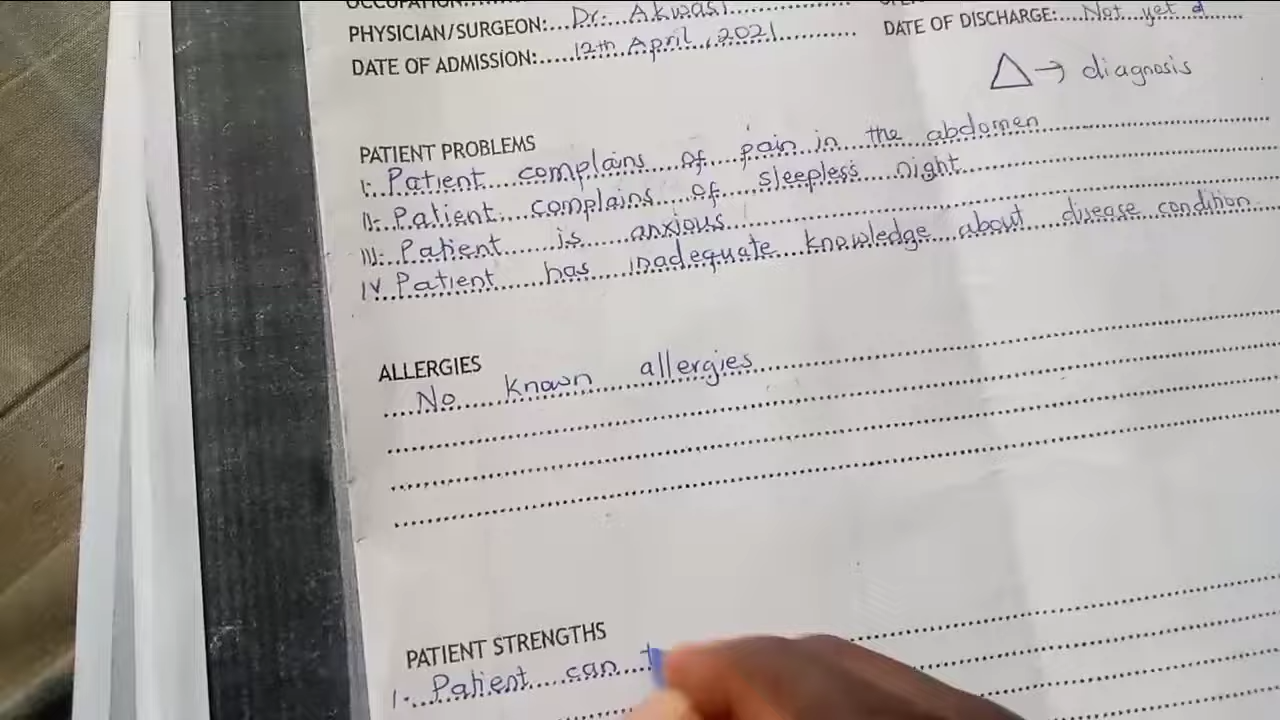 OCCUPATION:
PHYSICIAN/SURGEON: Dr. Akwasi
DATE OF DISCHARGE: Not yet d
DATE OF ADMISSION: 12th April, 2021
△ → diagnosis
PATIENT PROBLEMS
I. Patient complains of pain in the abdomen
II. Patient complains of sleepless night
III. Patient is anxious
IV Patient has inadequate knowledge about disease condition
ALLERGIES
No known allergies
PATIENT STRENGTHS
I. Patient can t